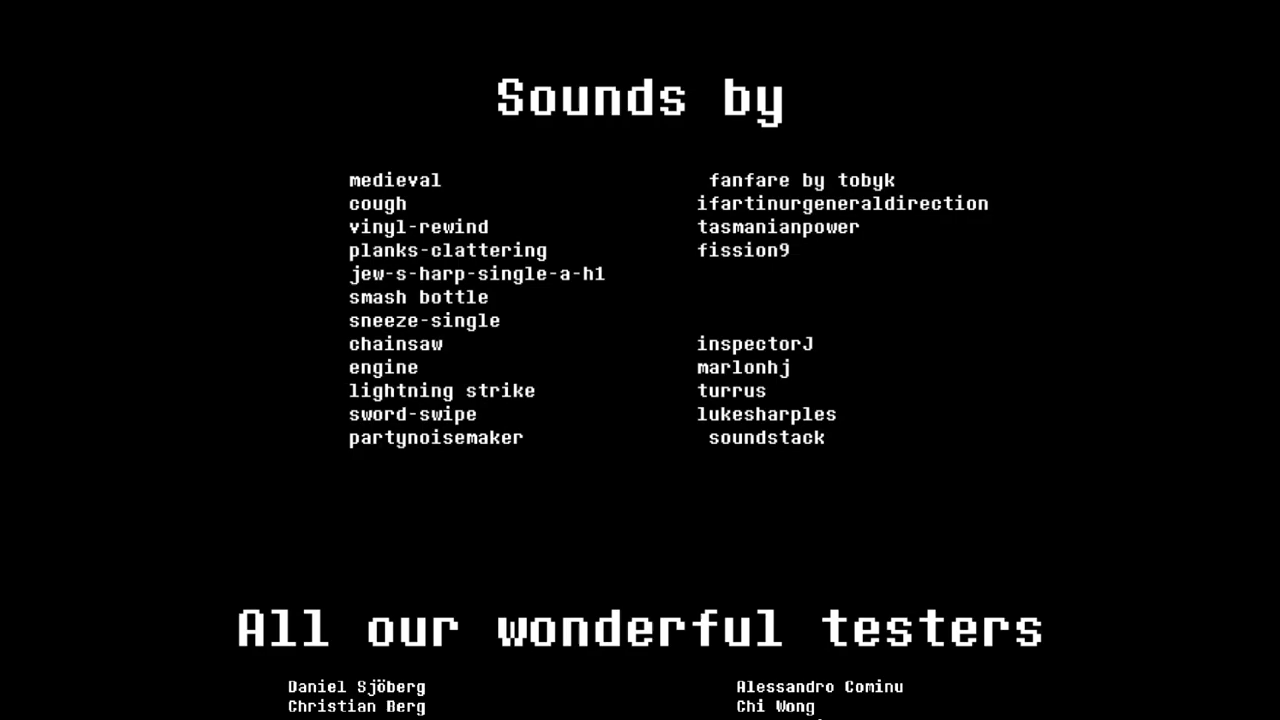 Sounds by
medieval fanfare by tobyk
cough ifartinurgeneraldirection
vinyl-rewind tasmanianpower
planks-clattering fission9
jew-s-harp-single-a-h1
smash bottle
sneeze-single
chainsaw inspectorJ
engine marlonhj
lightning strike turrus
sword-swipe lukesharples
partynoisemaker soundstack
All our wonderful testers
Daniel Sjöberg Alessandro Cominu
Christian Berg Chi Wong